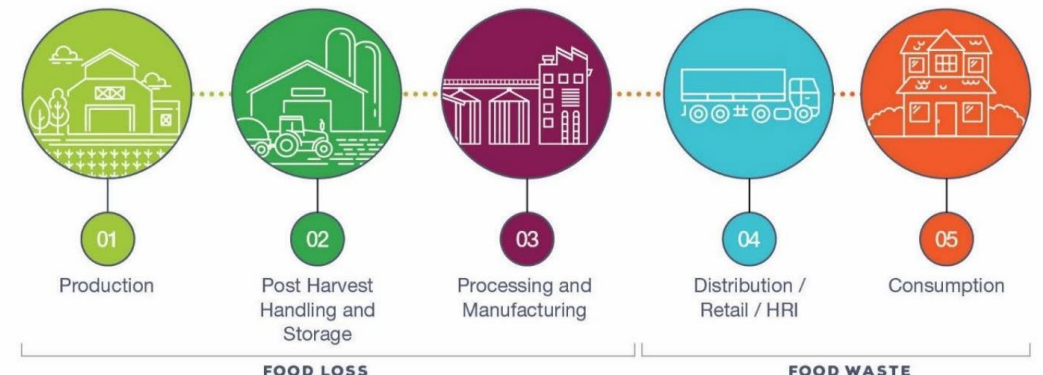 01
Production
02
Post Harvest
Handling and
Storage
03
Processing and
Manufacturing
04
Distribution /
Retail / HRI
05
Consumption
FOOD LOSS
FOOD WASTE